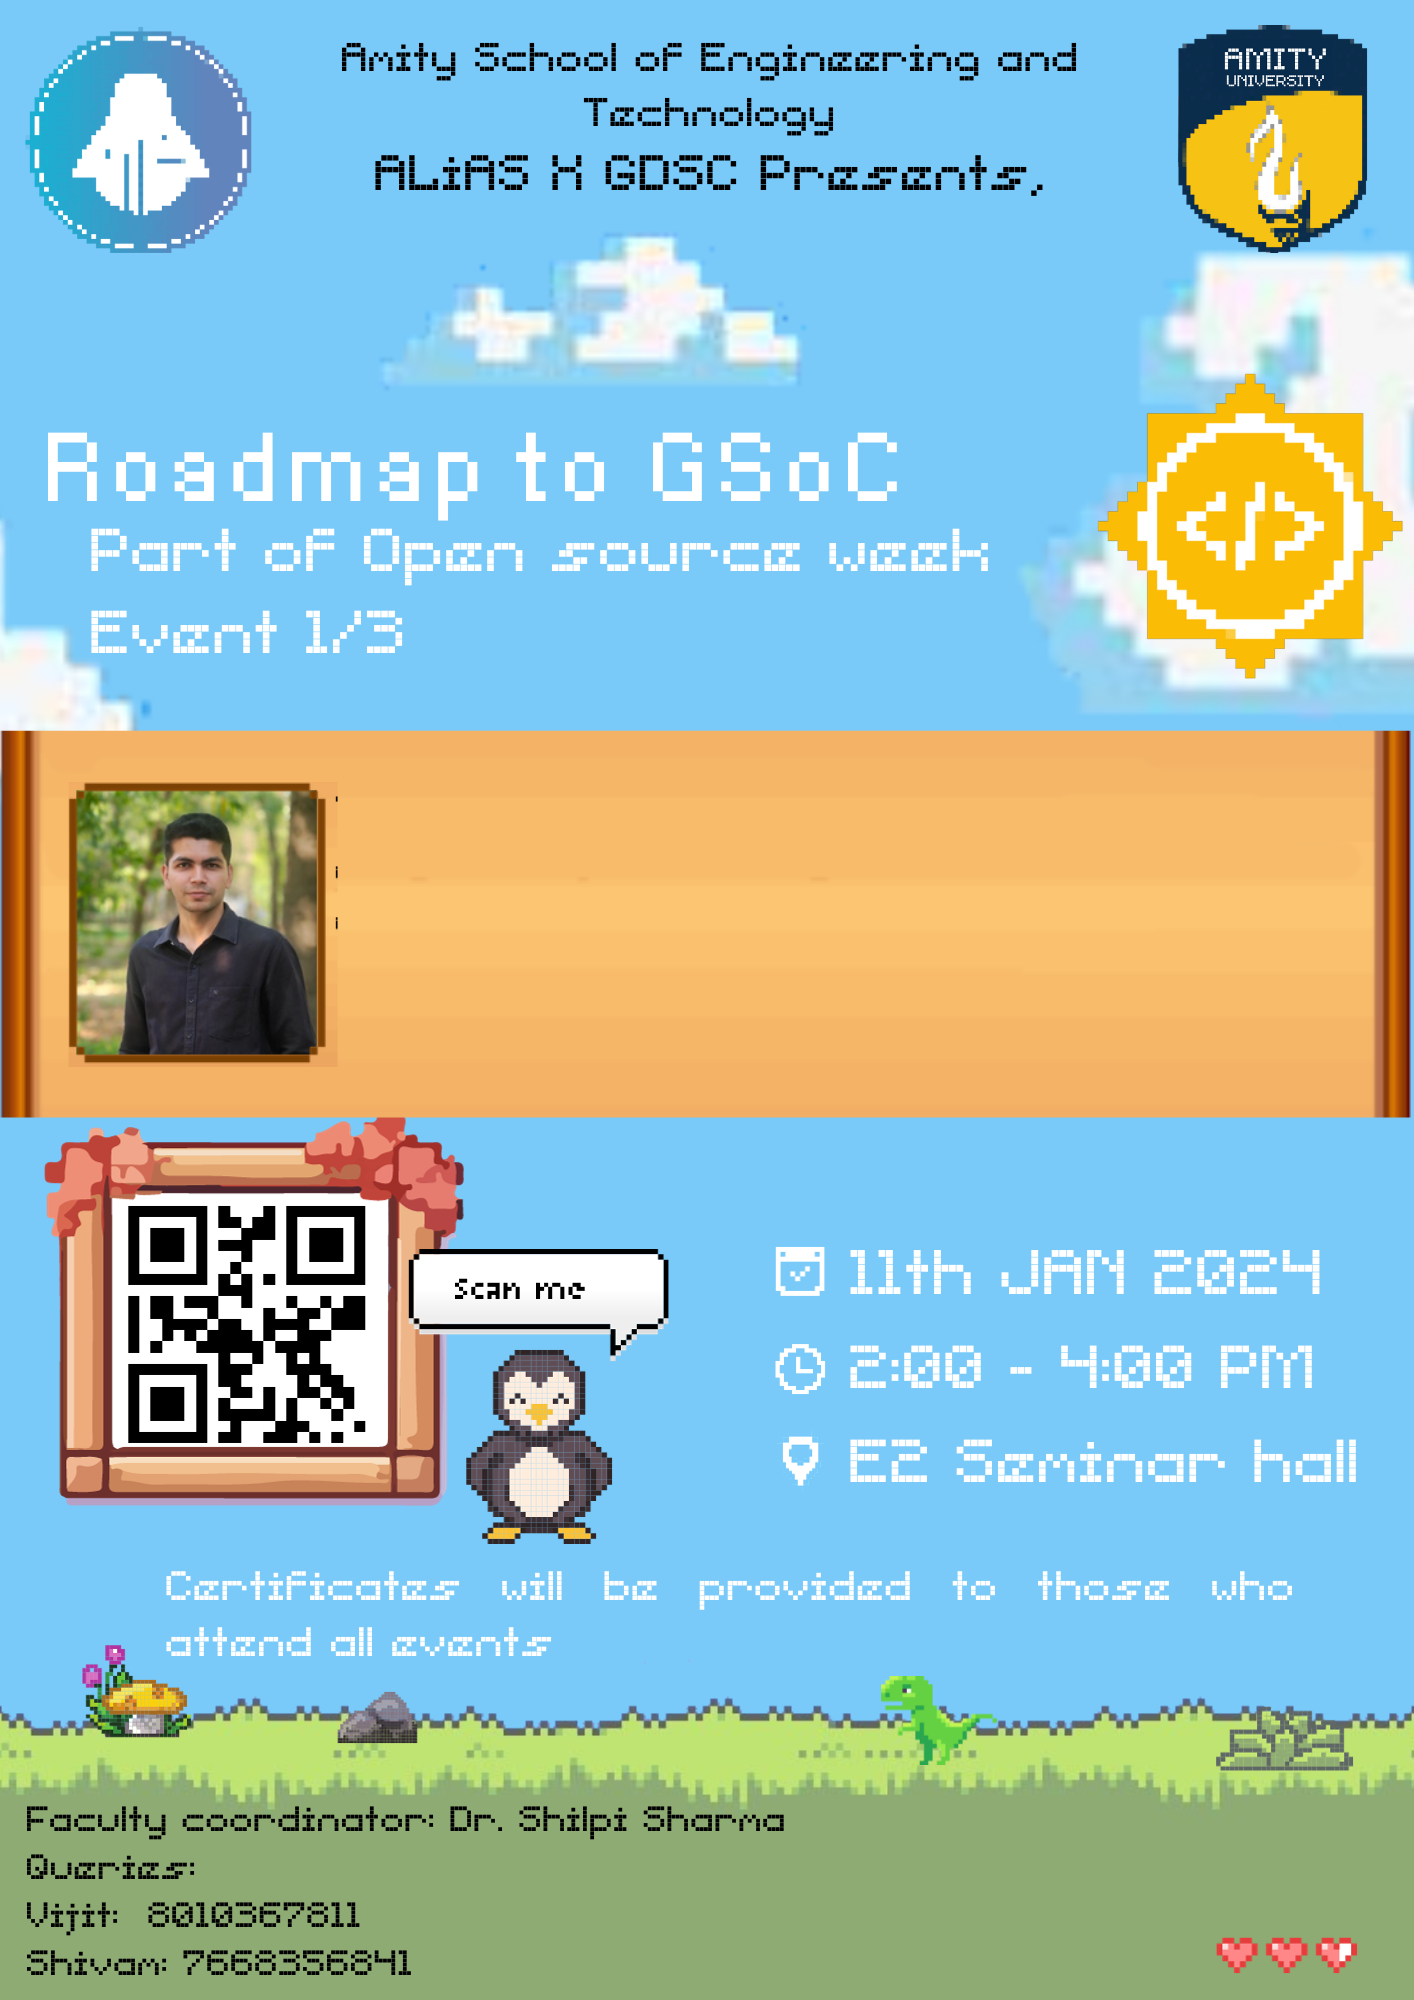 Amity School of Engineering and
Technology
ALiAS X GDSC Presents,
AMITY
UNIVERSITY
Roadmap to GSoC
Part of Open source week
Event 1/3
Scan me
11th JAN 2024
2:00 - 4:00 PM
E2 Seminar hall
Certificates will be provided to those who
attend all events
Faculty coordinator: Dr. Shilpi Sharma
Queries:
Vijit: 8010367811
Shivam: 7668356841